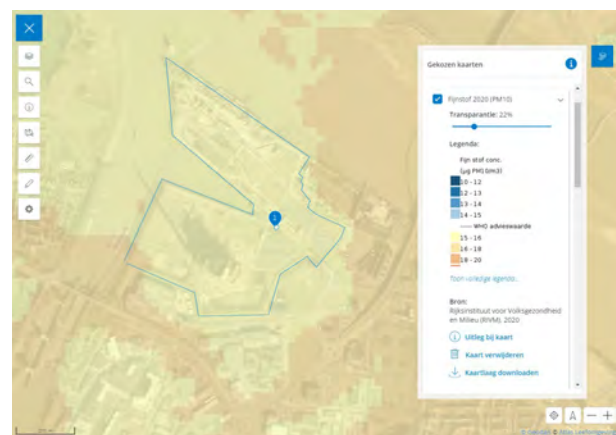 Gekozen kaarten
Fijnstof 2020 (PM10)
Transparantie: 22%
Legenda:
Fijn stof conc.
(µg PM10/m3)
10 - 12
12 - 13
13 - 14
14 - 15
WHO advieswaarde
15 - 16
16 - 18
18 - 20
Toon volledige legenda
Bron:
Rijksinstituut voor Volksgezondheid
en Milieu (RIVM), 2020
Uitleg bij kaart
Kaart verwijderen
Kaartlaag downloaden